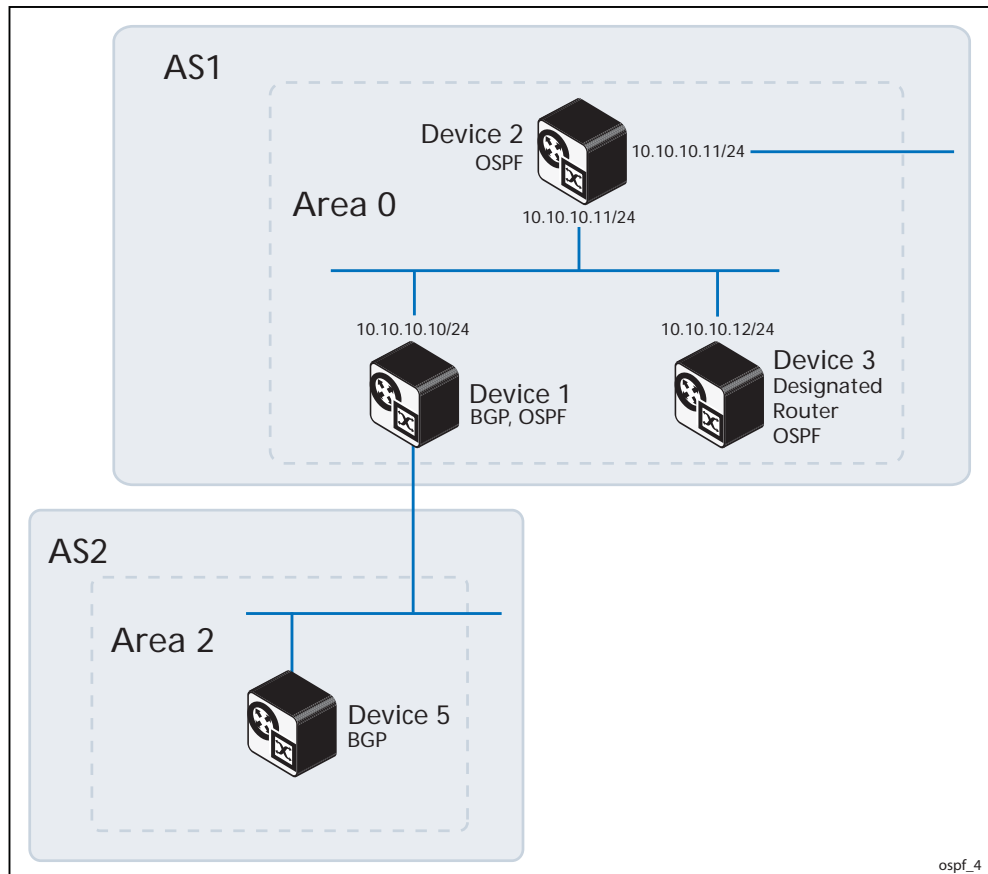 AS1
Device 2
OSPF
10.10.10.11/24
Area 0
10.10.10.11/24
10.10.10.10/24
10.10.10.12/24
Device 1
BGP, OSPF
Device 3
Designated
Router
OSPF
AS2
Area 2
Device 5
BGP
ospf_4